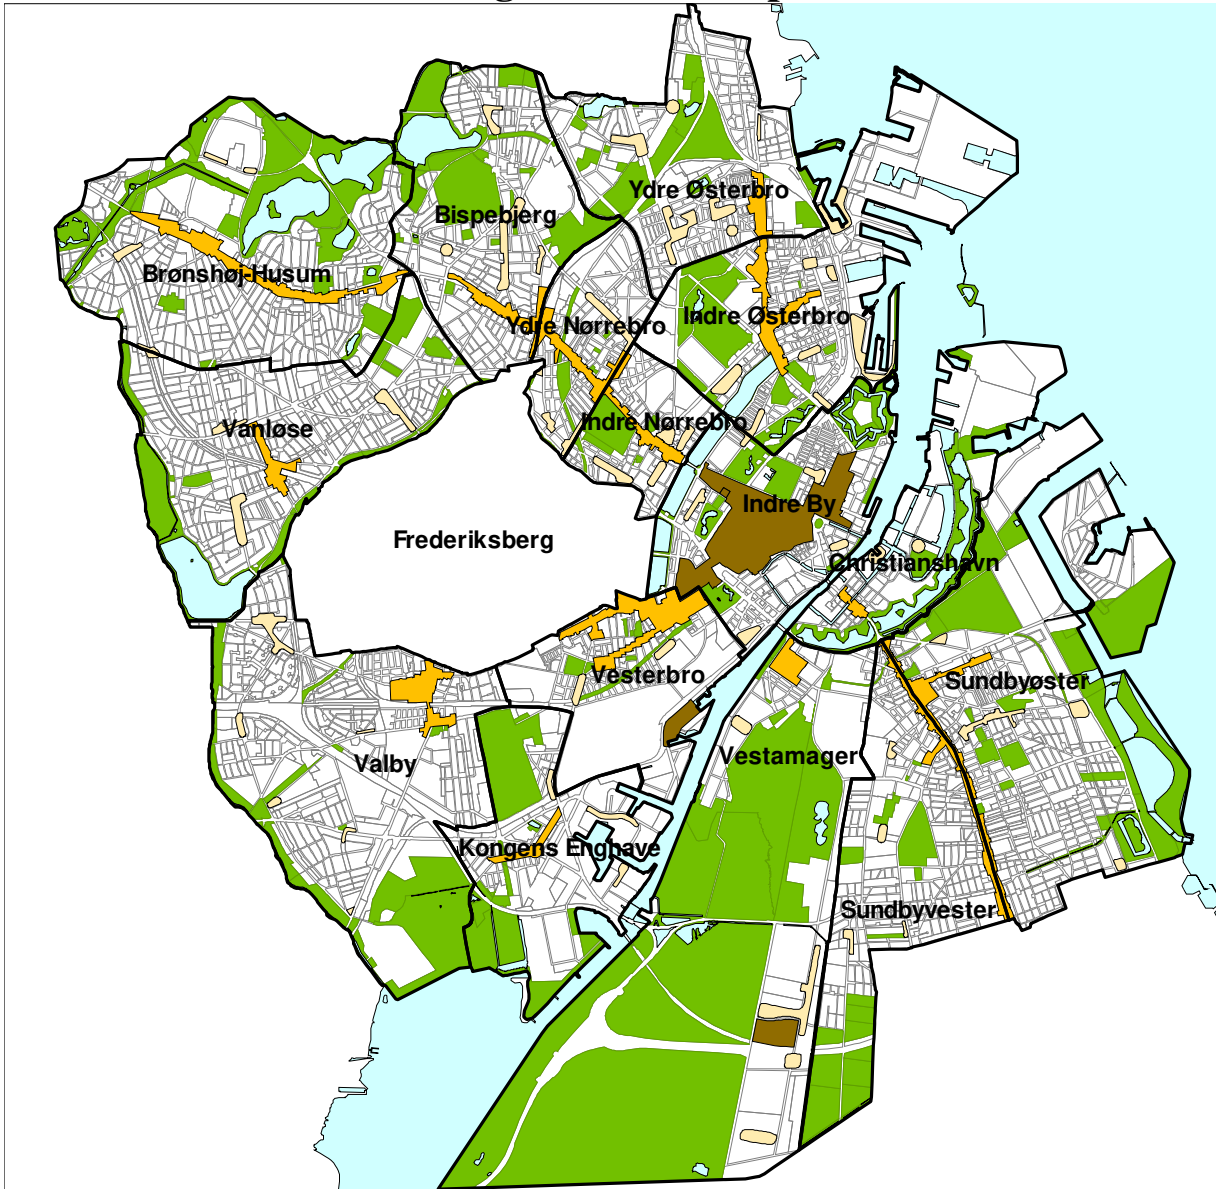 Ydre Østerbro
Bispebjerg
Brønshøj-Husum
Indre Østerbro
Ydre Nørrebro
Indre Nørrebro
Vanløse
Indre By
Frederiksberg
Christianshavn
Vesterbro
Sundbyøster
Vestamager
Valby
Kongens Enghave
Sundbyvester